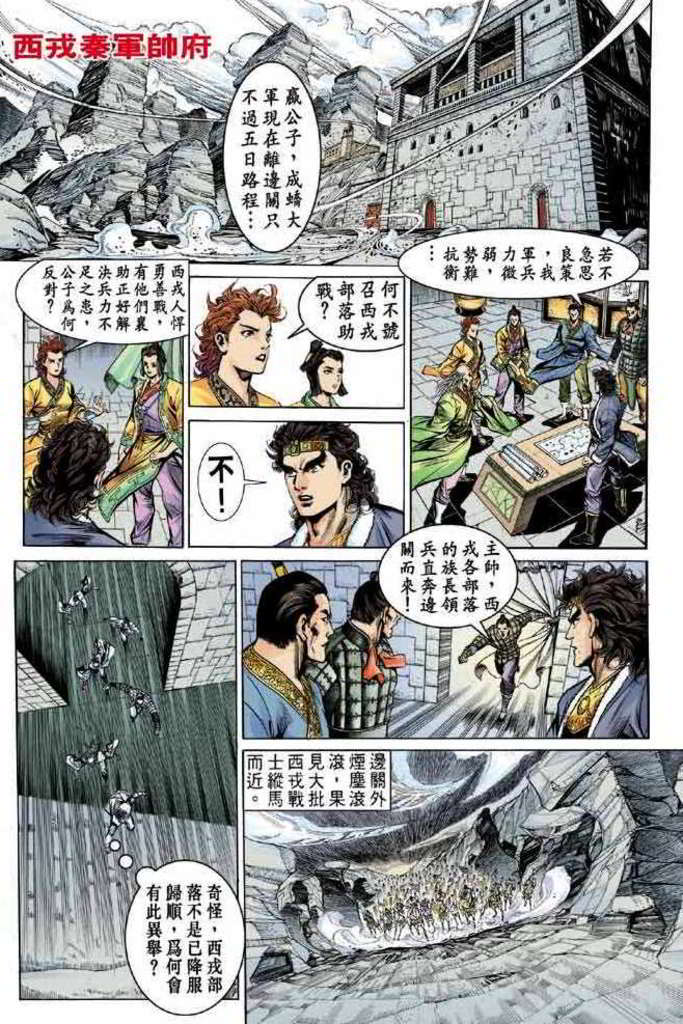 西戎秦軍帥府
嬴公子，成蟜大
軍現在離邊關只
不過五日路程…
若不
急思
良策
，我
軍兵
力微
弱，
勢難
抗衡
…
何不號
召西戎
部落助
戰？
西戎人悍
勇善戰，
有他們襄
助正好解
決兵力不
足之患，
公子爲何
反對？
不！
主帥，西
戎各部落
的族長領
兵直奔邊
關而來！
邊關外
煙塵滾
滾，果
見大批
西戎戰
士縱馬
而近。
奇怪，西戎部
落不是已降服
歸順，爲何會
有此異舉？